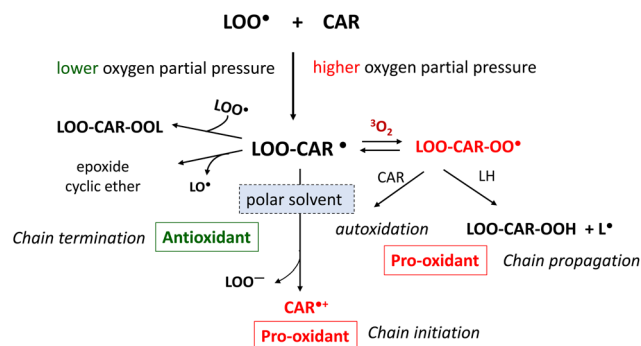 LOO• + CAR
lower oxygen partial pressure
higher oxygen partial pressure
LOO•
LOO-CAR-OOL
³O₂
LOO-CAR •
LOO-CAR-OO•
epoxide
cyclic ether
LO•
CAR
LH
polar solvent
Chain termination
Antioxidant
autoxidation
LOO-CAR-OOH + L•
Pro-oxidant
Chain propagation
LOO—
CAR•+
Pro-oxidant
Chain initiation